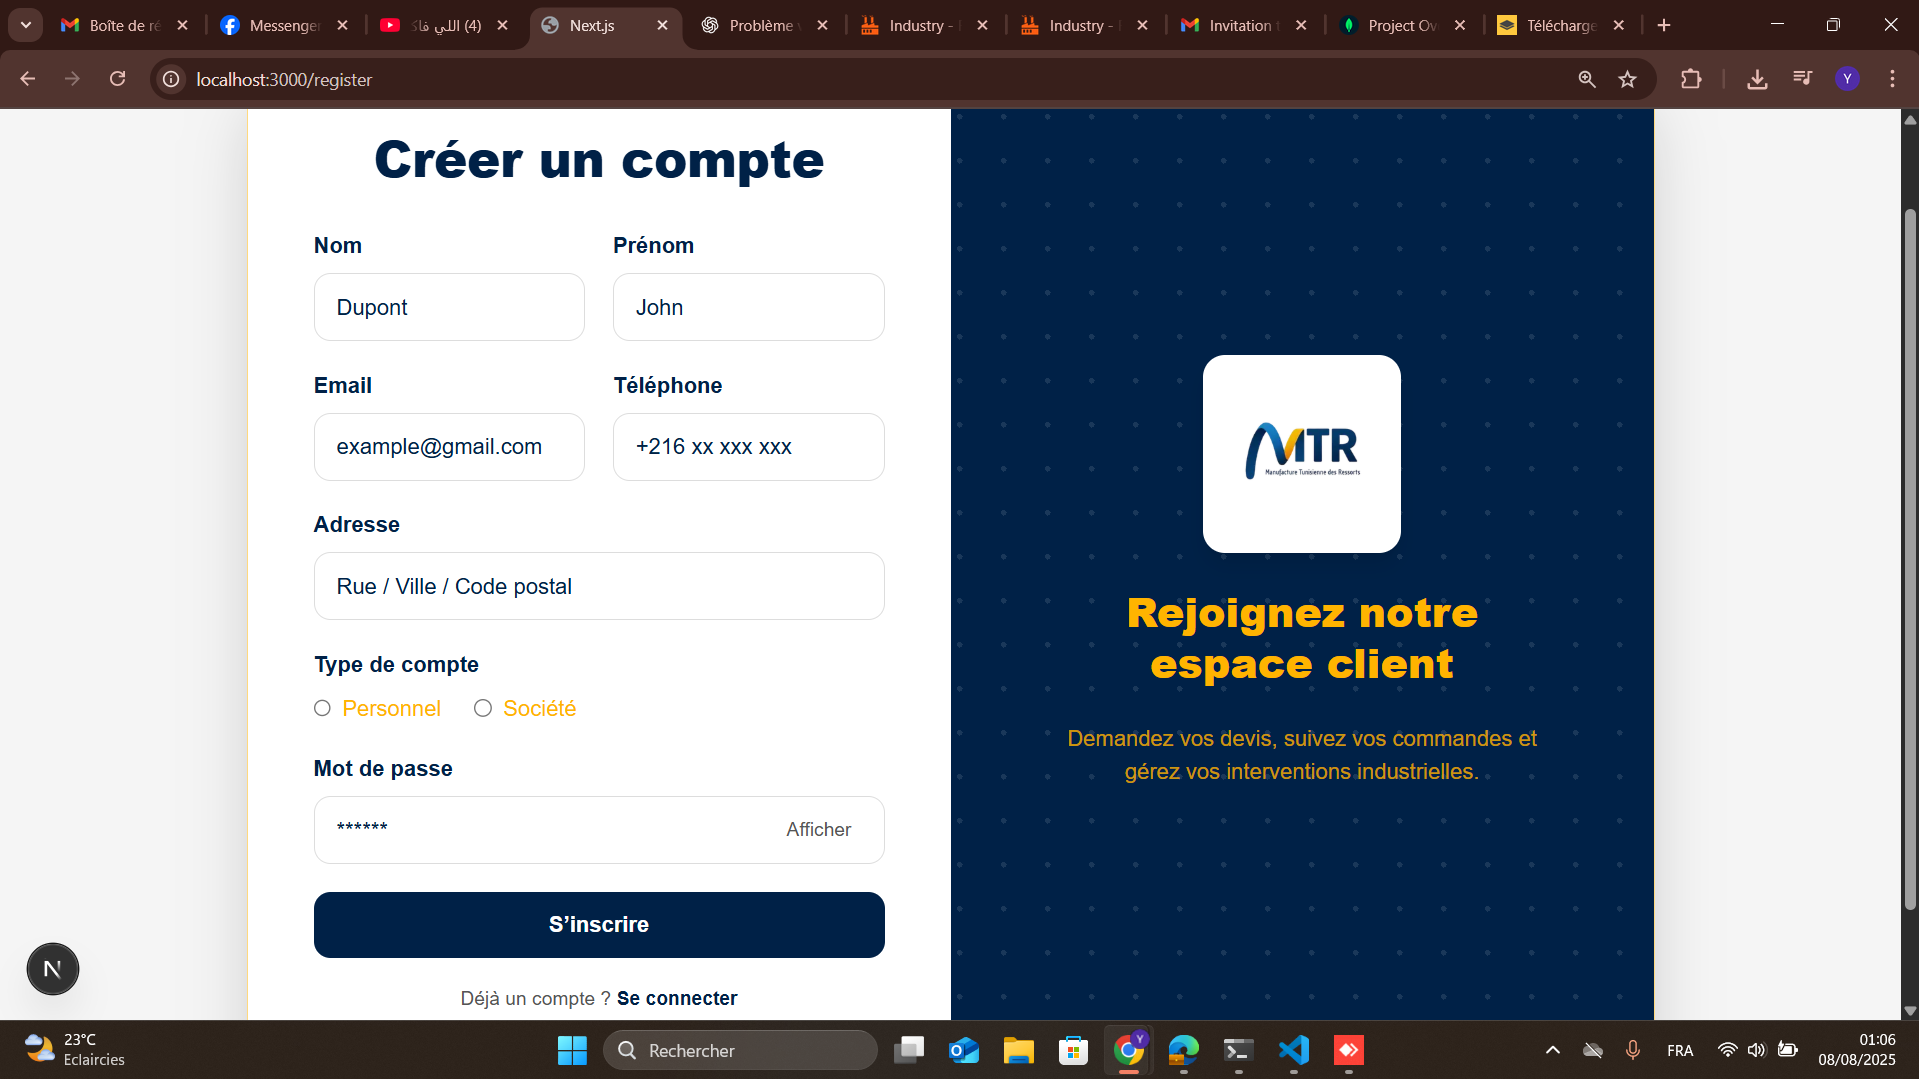 Boîte de ré
Messenger
(4) اللي فاك
Next.js
Problème v
Industry -
Industry -
Invitation t
Project Ov
Télécharge
localhost:3000/register
Y
Créer un compte
Nom
Prénom
Dupont
John
Email
Téléphone
example@gmail.com
+216 xx xxx xxx
Adresse
Rue / Ville / Code postal
Type de compte
Personnel
Société
Mot de passe
******
Afficher
S’inscrire
Déjà un compte ? Se connecter
MTR
Manufacture Tunisienne des Ressorts
Rejoignez notre
espace client
Demandez vos devis, suivez vos commandes et
gérez vos interventions industrielles.
N
23°C
Eclaircies
Rechercher
Y
FRA
01:06
08/08/2025